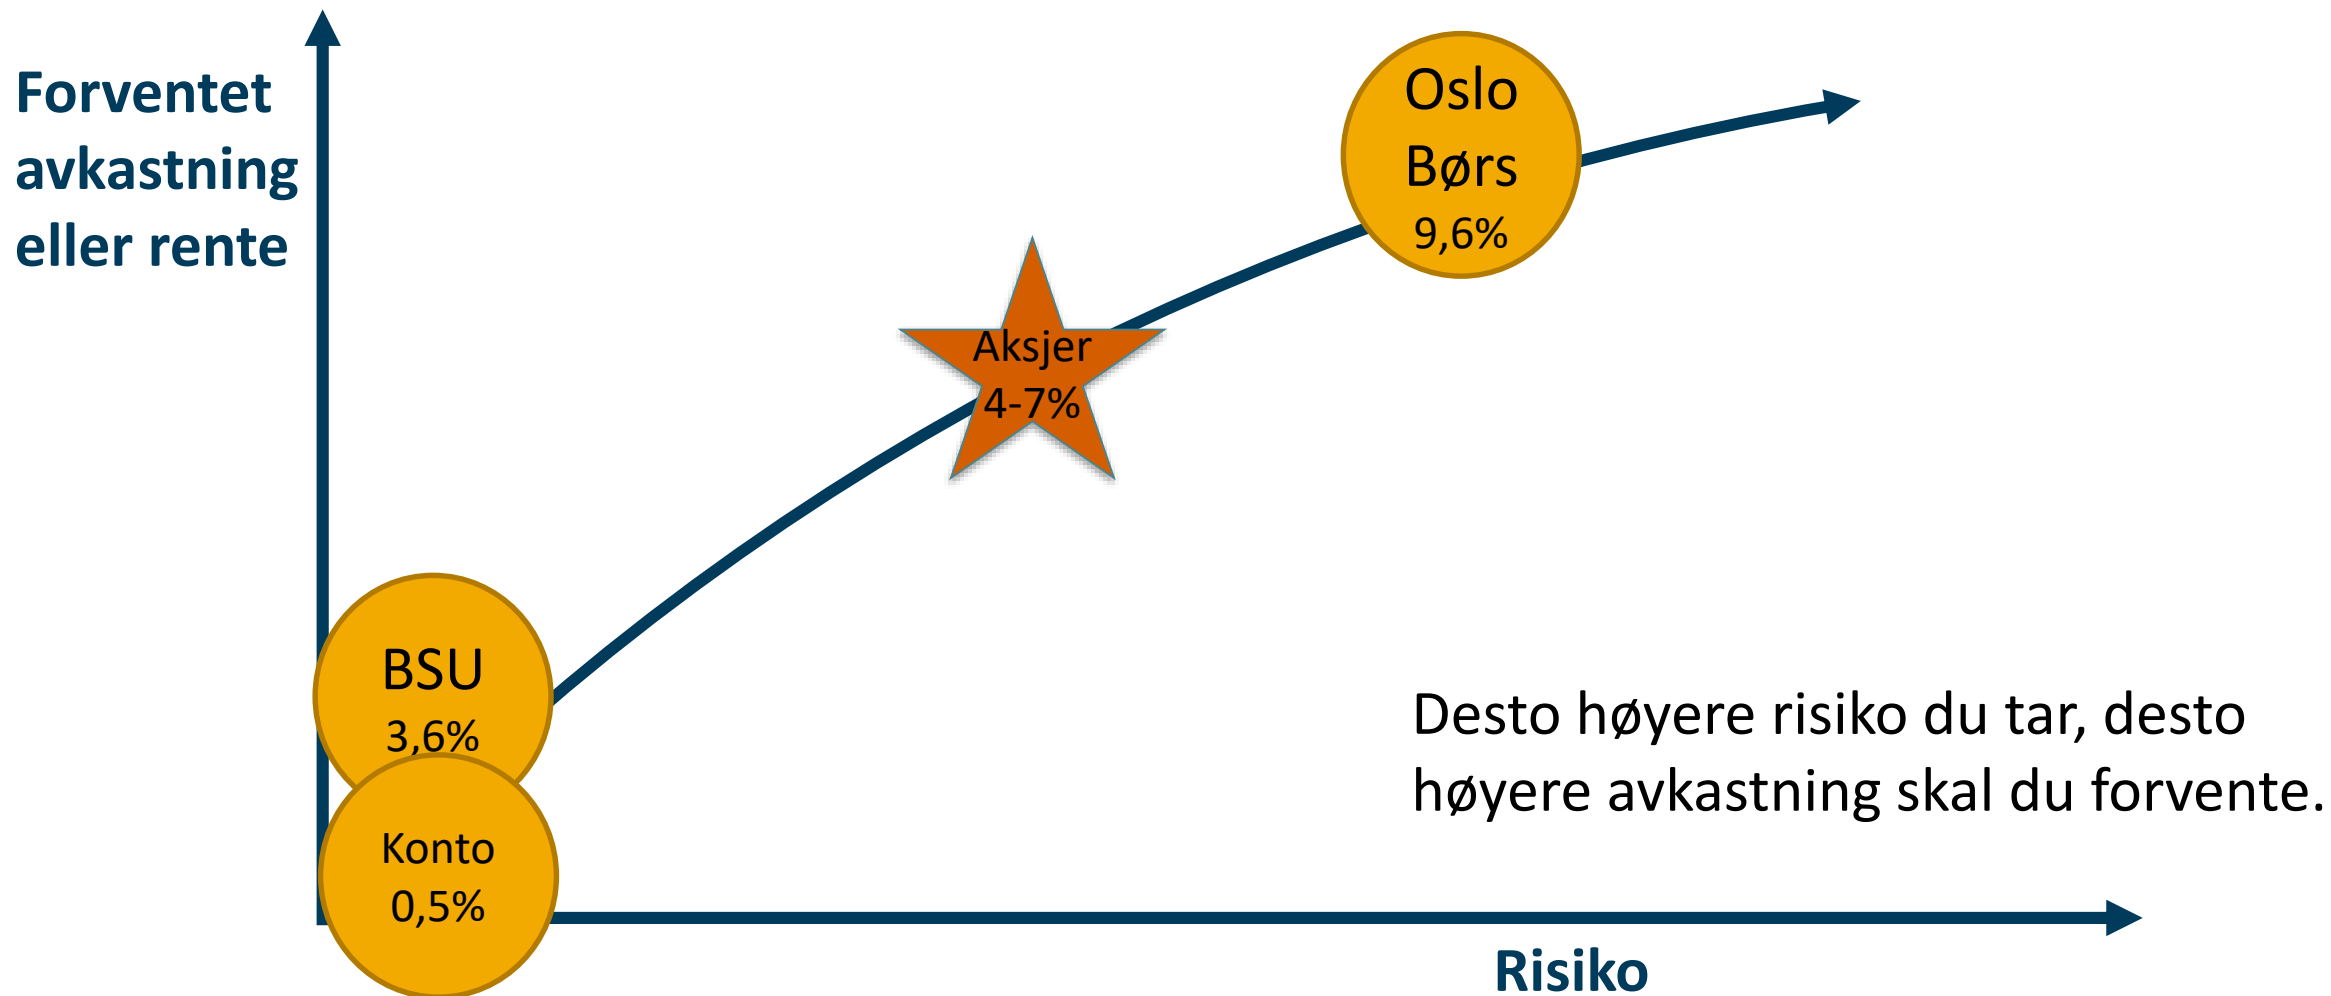 Forventet
avkastning
eller rente
Oslo
Børs
9,6%
Aksjer
4-7%
BSU
3,6%
Konto
0,5%
Desto høyere risiko du tar, desto
høyere avkastning skal du forvente.
Risiko